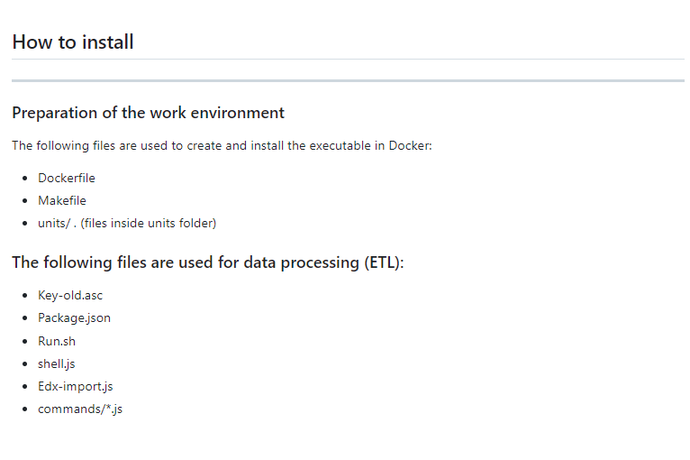 How to install
Preparation of the work environment
The following files are used to create and install the executable in Docker:
• Dockerfile
• Makefile
• units/ . (files inside units folder)
The following files are used for data processing (ETL):
• Key-old.asc
• Package.json
• Run.sh
• shell.js
• Edx-import.js
• commands/*.js